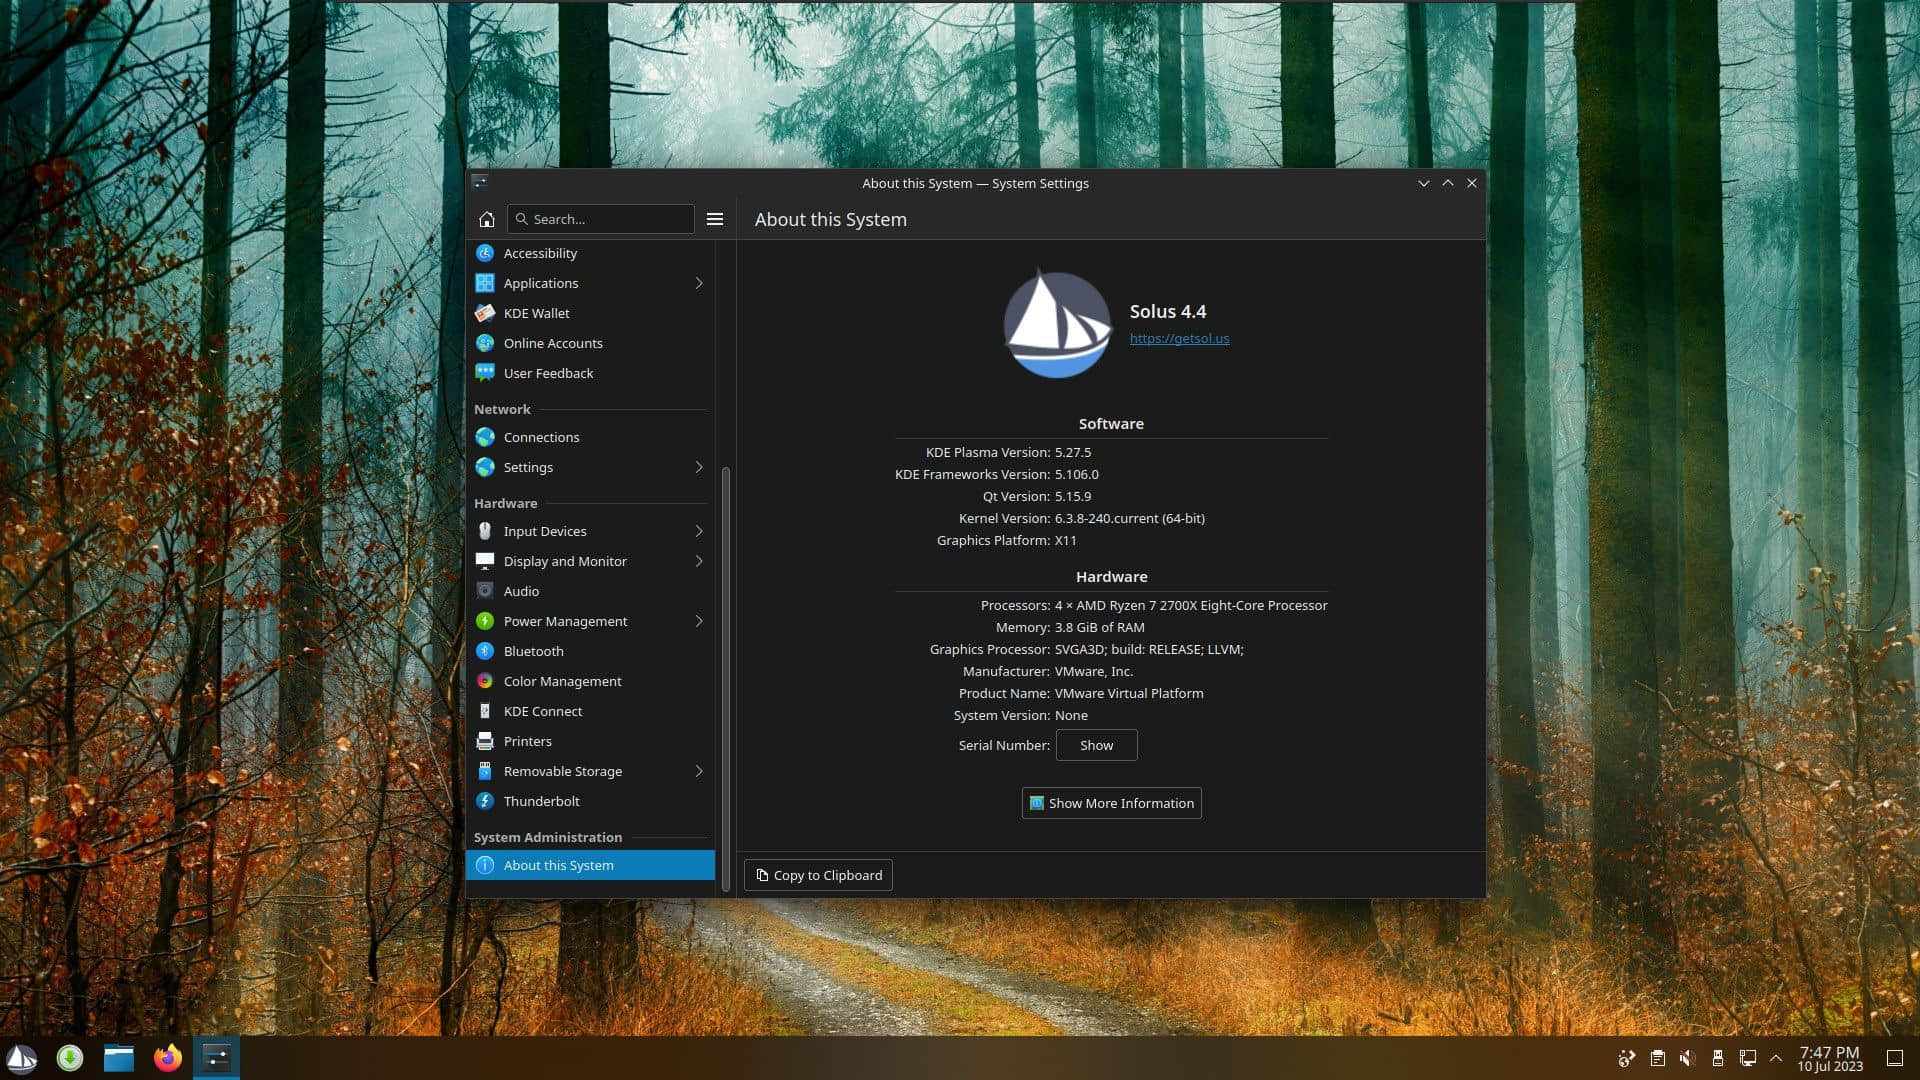 About this System — System Settings
Search...
About this System
Accessibility
Applications
KDE Wallet
Online Accounts
User Feedback
Network
Connections
Settings
Hardware
Input Devices
Display and Monitor
Audio
Power Management
Bluetooth
Color Management
KDE Connect
Printers
Removable Storage
Thunderbolt
System Administration
About this System
Solus 4.4
https://getsol.us
Software
KDE Plasma Version: 5.27.5
KDE Frameworks Version: 5.106.0
Qt Version: 5.15.9
Kernel Version: 6.3.8-240.current (64-bit)
Graphics Platform: X11
Hardware
Processors: 4 × AMD Ryzen 7 2700X Eight-Core Processor
Memory: 3.8 GiB of RAM
Graphics Processor: SVGA3D; build: RELEASE; LLVM;
Manufacturer: VMware, Inc.
Product Name: VMware Virtual Platform
System Version: None
Serial Number: Show
Show More Information
Copy to Clipboard
7:47 PM
10 Jul 2023